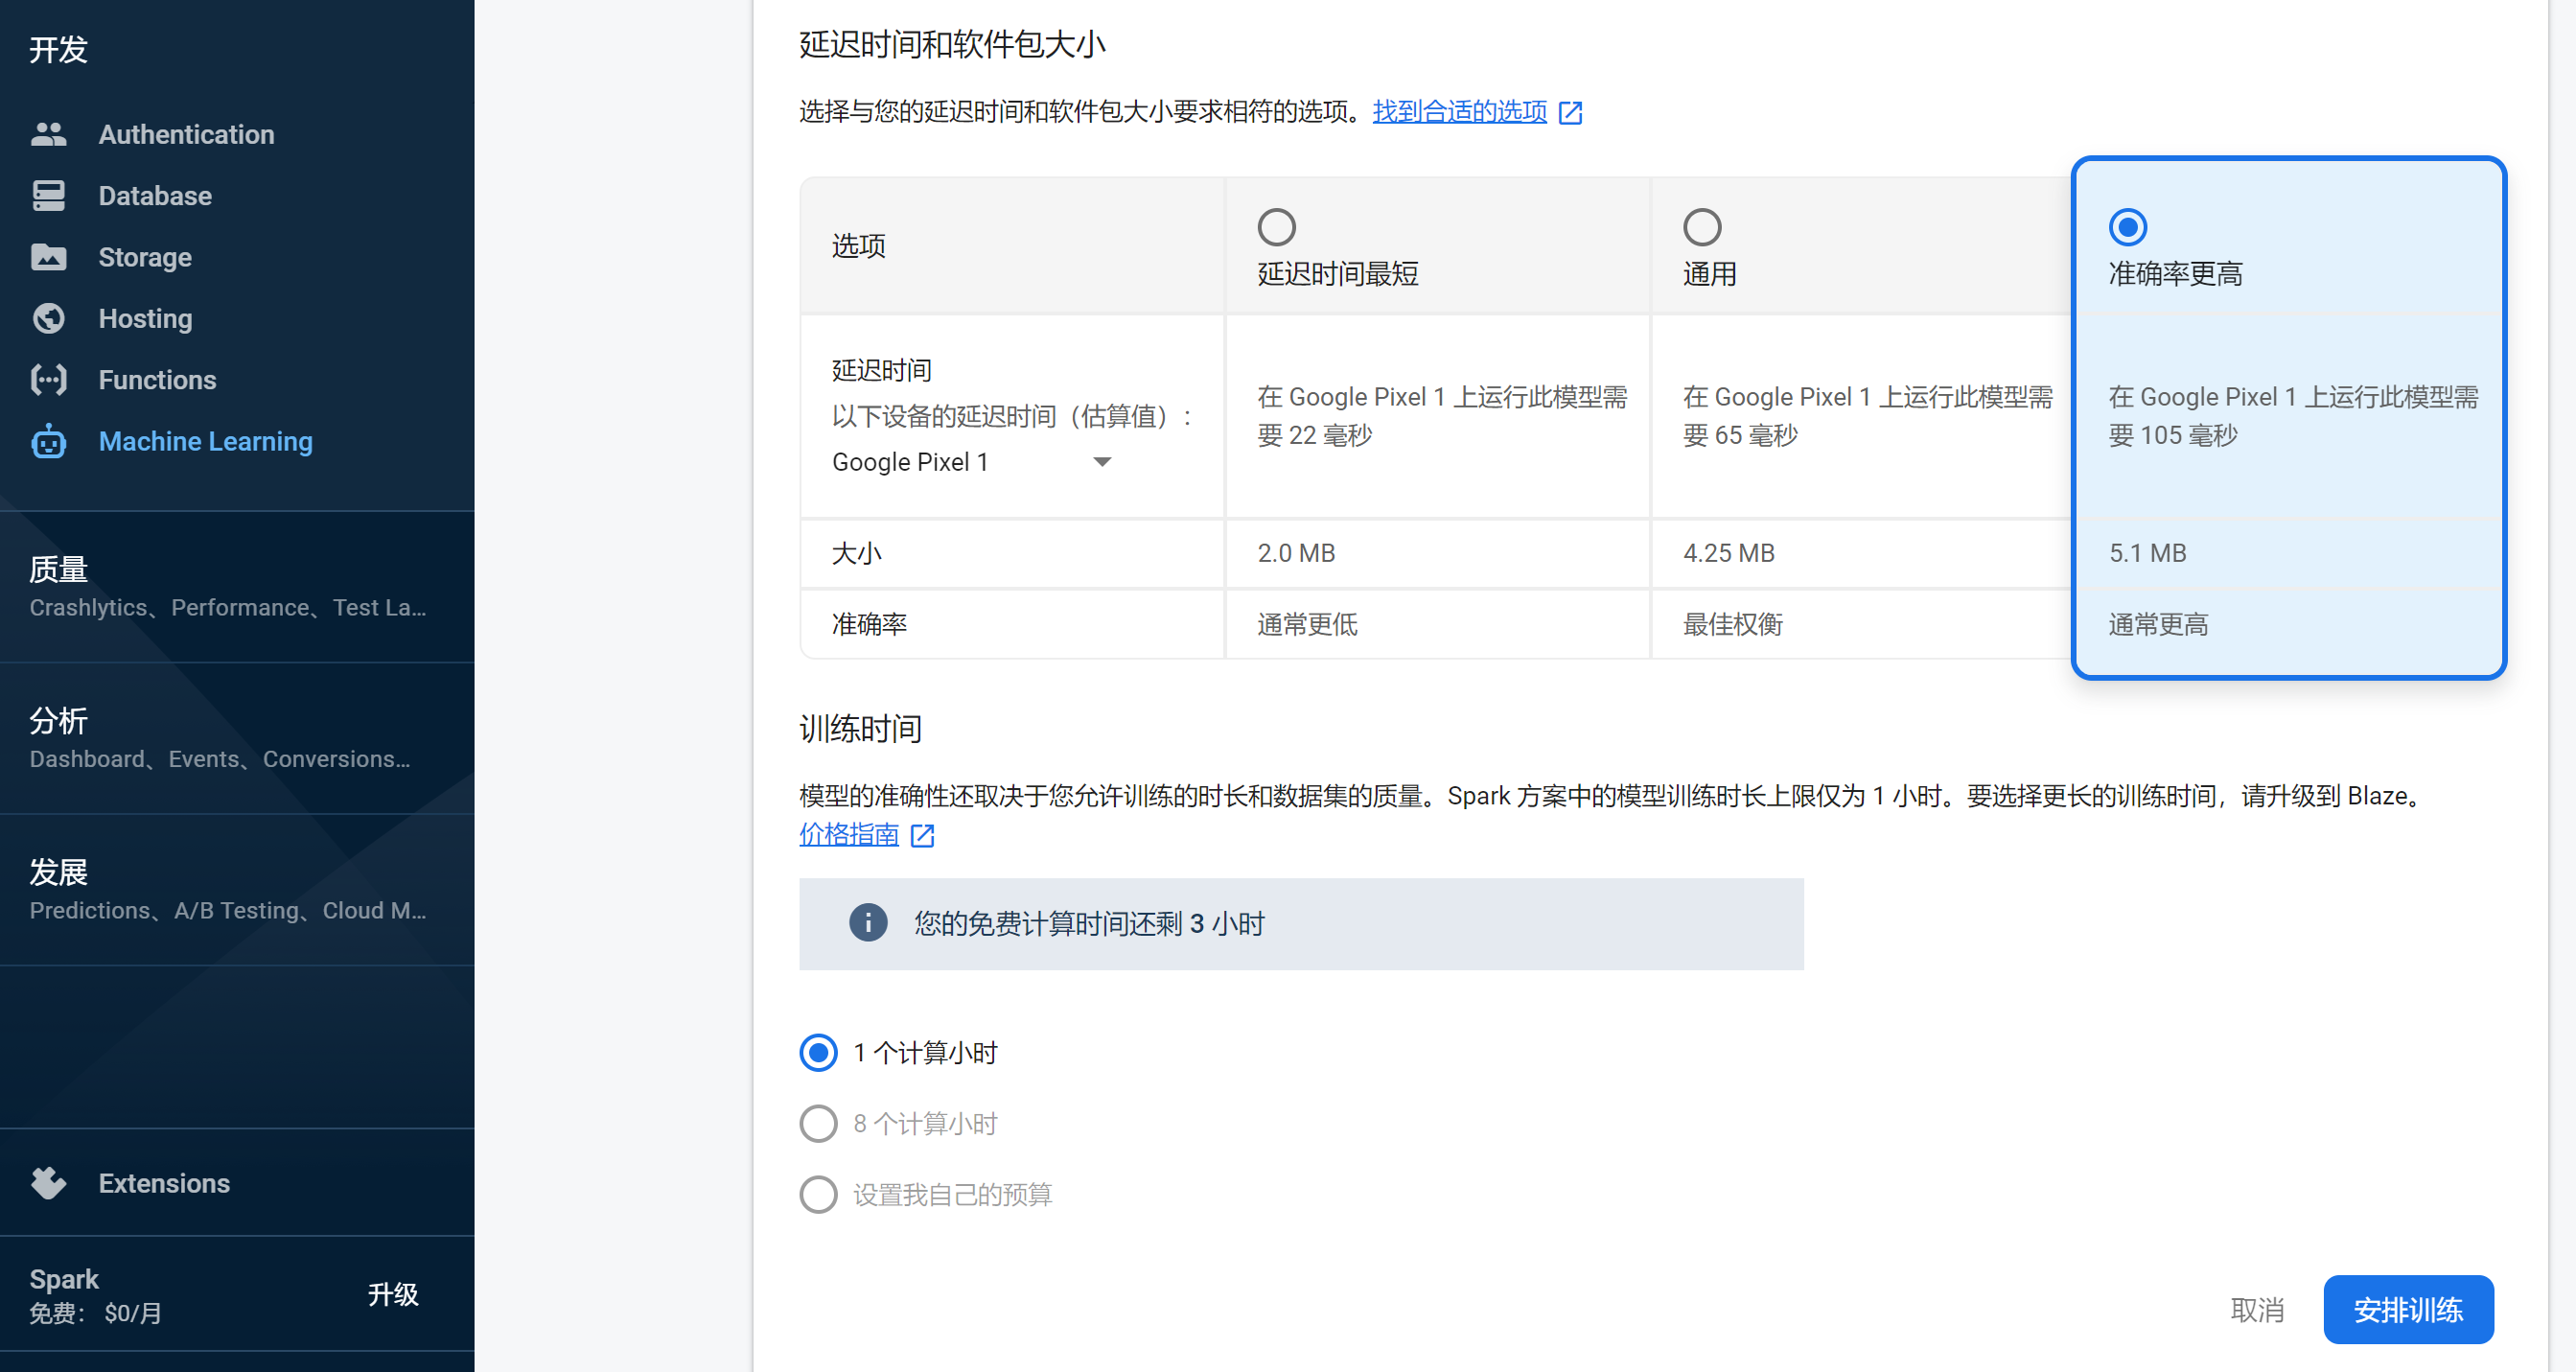 开发
Authentication
Database
Storage
Hosting
Functions
Machine Learning
质量
Crashlytics、Performance、Test La...
分析
Dashboard、Events、Conversions...
发展
Predictions、A/B Testing、Cloud M...
Extensions
Spark
免费： $0/月
升级
延迟时间和软件包大小
选择与您的延迟时间和软件包大小要求相符的选项。找到合适的选项
选项
延迟时间最短
通用
准确率更高
延迟时间
以下设备的延迟时间（估算值）：
Google Pixel 1
在 Google Pixel 1 上运行此模型需
要 22 毫秒
在 Google Pixel 1 上运行此模型需
要 65 毫秒
在 Google Pixel 1 上运行此模型需
要 105 毫秒
大小
2.0 MB
4.25 MB
5.1 MB
准确率
通常更低
最佳权衡
通常更高
训练时间
模型的准确性还取决于您允许训练的时长和数据集的质量。Spark 方案中的模型训练时长上限仅为 1 小时。要选择更长的训练时间，请升级到 Blaze。
价格指南
您的免费计算时间还剩 3 小时
1 个计算小时
8 个计算小时
设置我自己的预算
取消
安排训练